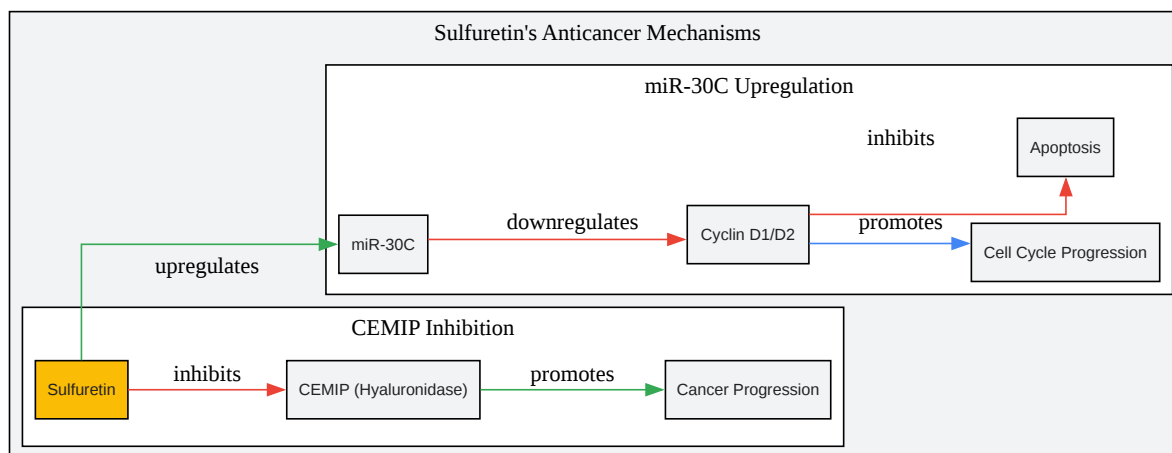 Sulfuretin's Anticancer Mechanisms
miR-30C Upregulation
inhibits
Apoptosis
miR-30C
downregulates
Cyclin D1/D2
promotes
Cell Cycle Progression
upregulates
CEMIP Inhibition
Sulfuretin
inhibits
CEMIP (Hyaluronidase)
promotes
Cancer Progression